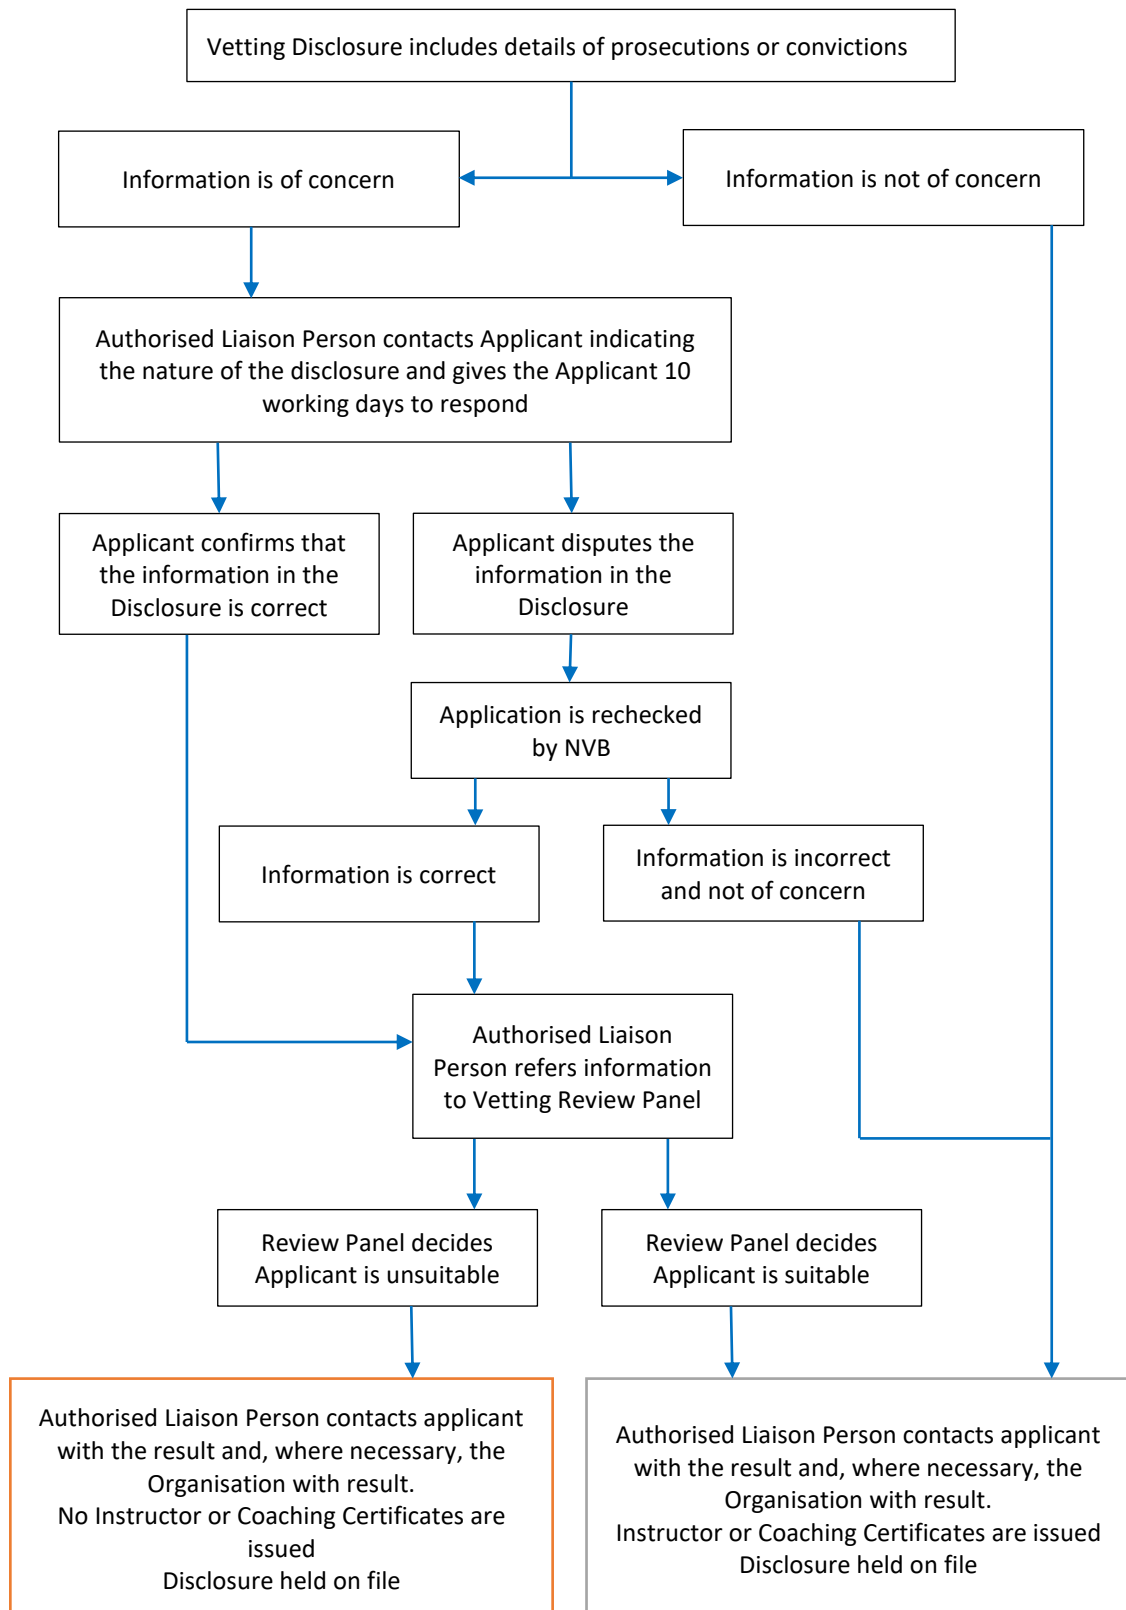 Vetting Disclosure includes details of prosecutions or convictions
Information is of concern
Information is not of concern
Authorised Liaison Person contacts Applicant indicating
the nature of the disclosure and gives the Applicant 10
working days to respond
Applicant confirms that
the information in the
Disclosure is correct
Applicant disputes the
information in the
Disclosure
Application is rechecked
by NVB
Information is correct
Information is incorrect
and not of concern
Authorised Liaison
Person refers information
to Vetting Review Panel
Review Panel decides
Applicant is unsuitable
Review Panel decides
Applicant is suitable
Authorised Liaison Person contacts applicant
with the result and, where necessary, the
Organisation with result.
No Instructor or Coaching Certificates are
issued
Disclosure held on file
Authorised Liaison Person contacts applicant
with the result and, where necessary, the
Organisation with result.
Instructor or Coaching Certificates are issued
Disclosure held on file